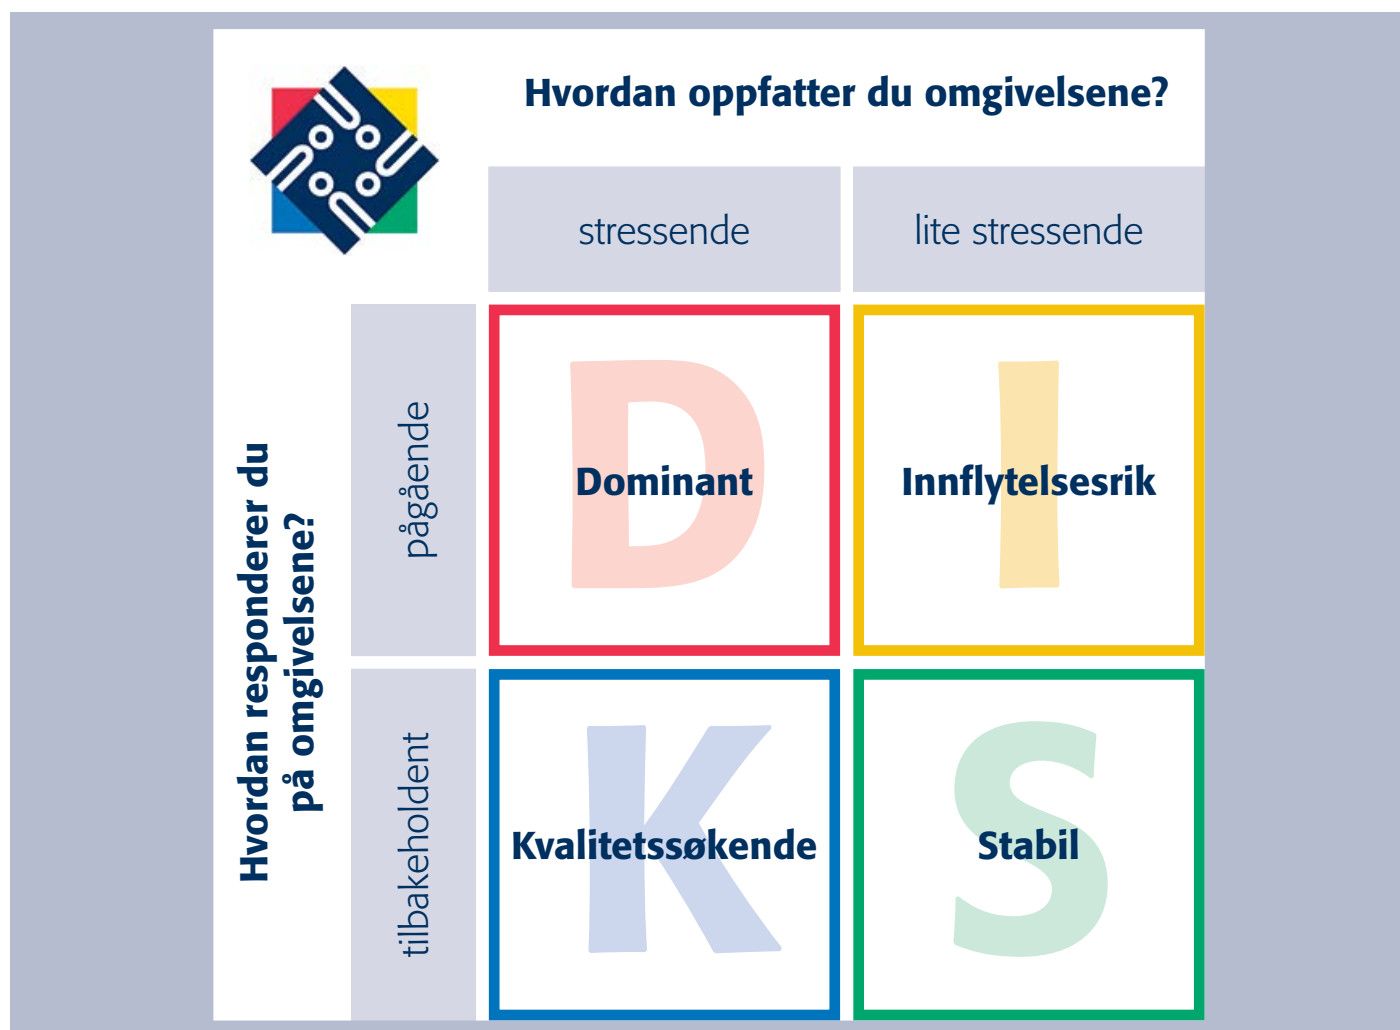 Hvordan oppfatter du omgivelsene?
stressende
lite stressende
Hvordan responderer du
på omgivelsene?
pågående
D
Dominant
I
Innflytelsesrik
tilbakeholdent
K
Kvalitetssøkende
S
Stabil